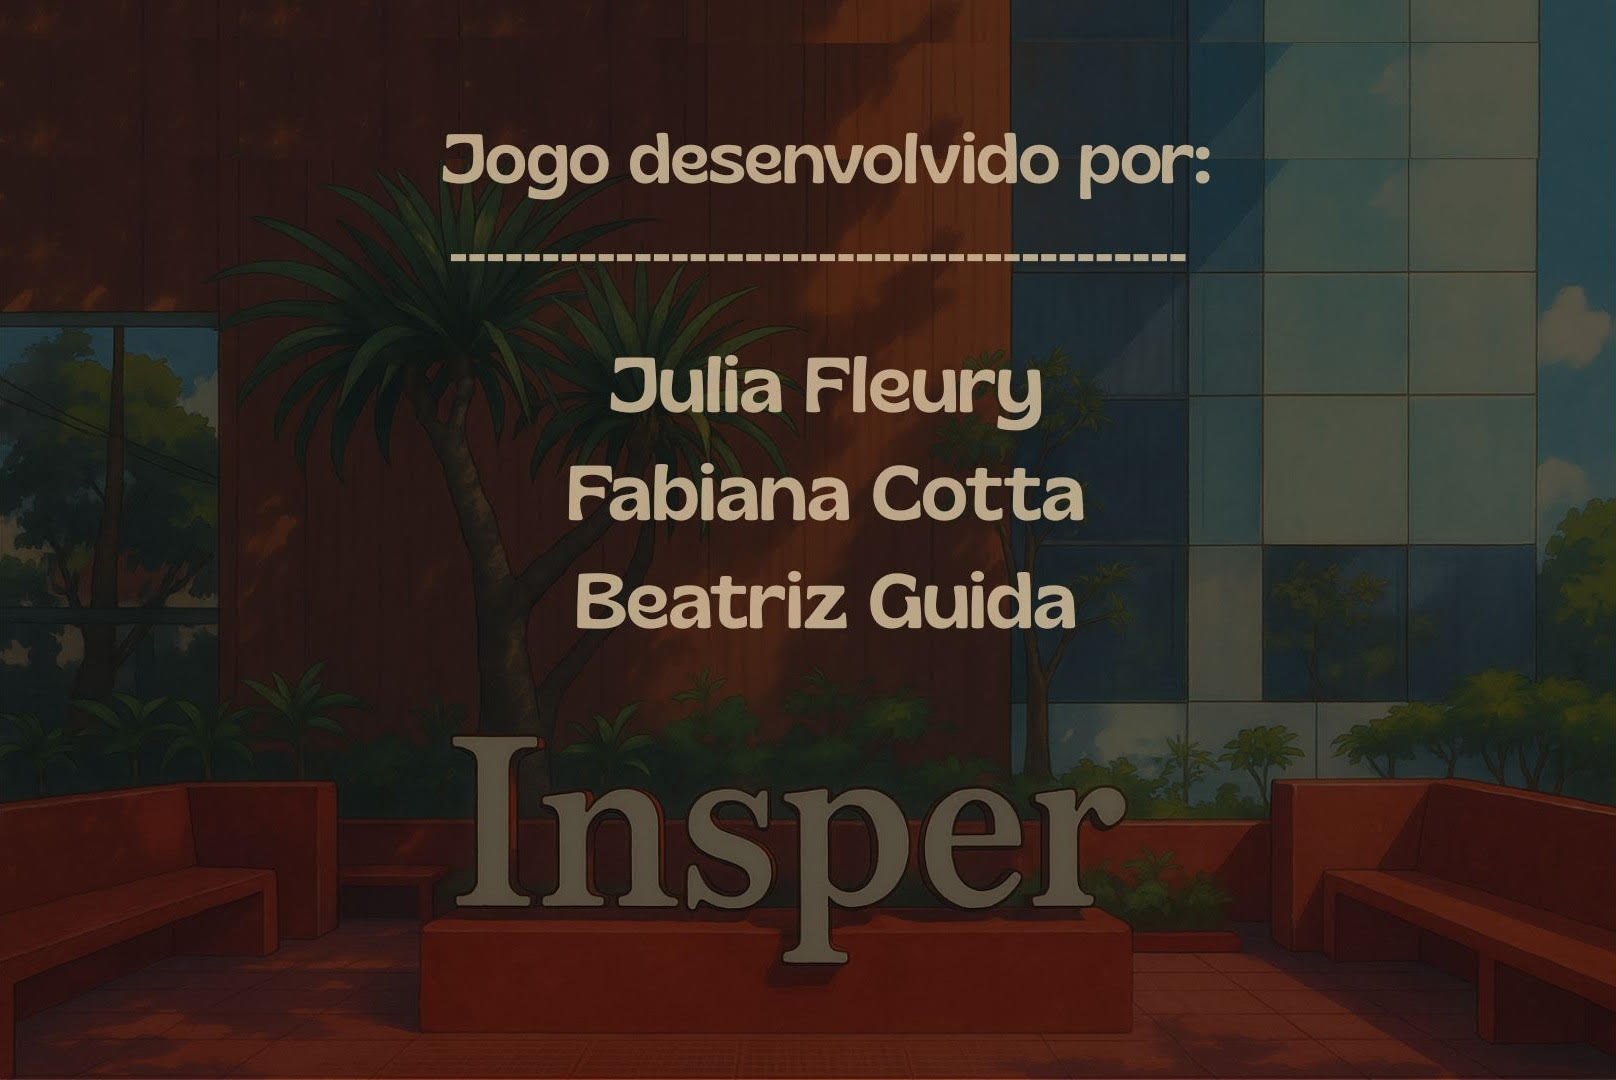 Jogo desenvolvido por:
----------------------------------------
Julia Fleury
Fabiana Cotta
Beatriz Guida
Insper